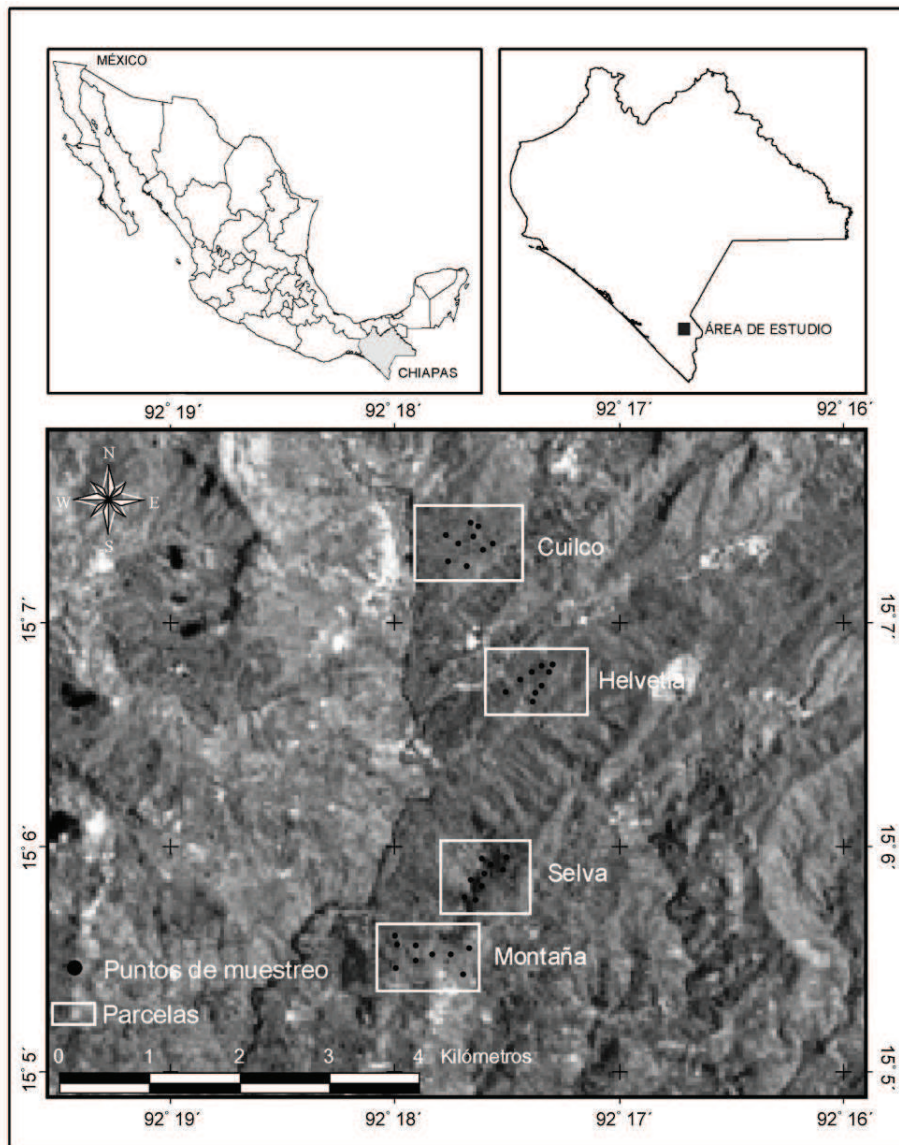 MÉXICO
CHIAPAS
ÁREA DE ESTUDIO
92° 19´ 92° 18´ 92° 17´ 92° 16´
N
W E
S
Cuilco
15° 7´ 15° 7´
Helvetia
15° 6´ 15° 6´
Selva
Montaña
Puntos de muestreo
Parcelas
0 1 2 3 4 Kilómetros
15° 5´ 15° 5´
92° 19´ 92° 18´ 92° 17´ 92° 16´